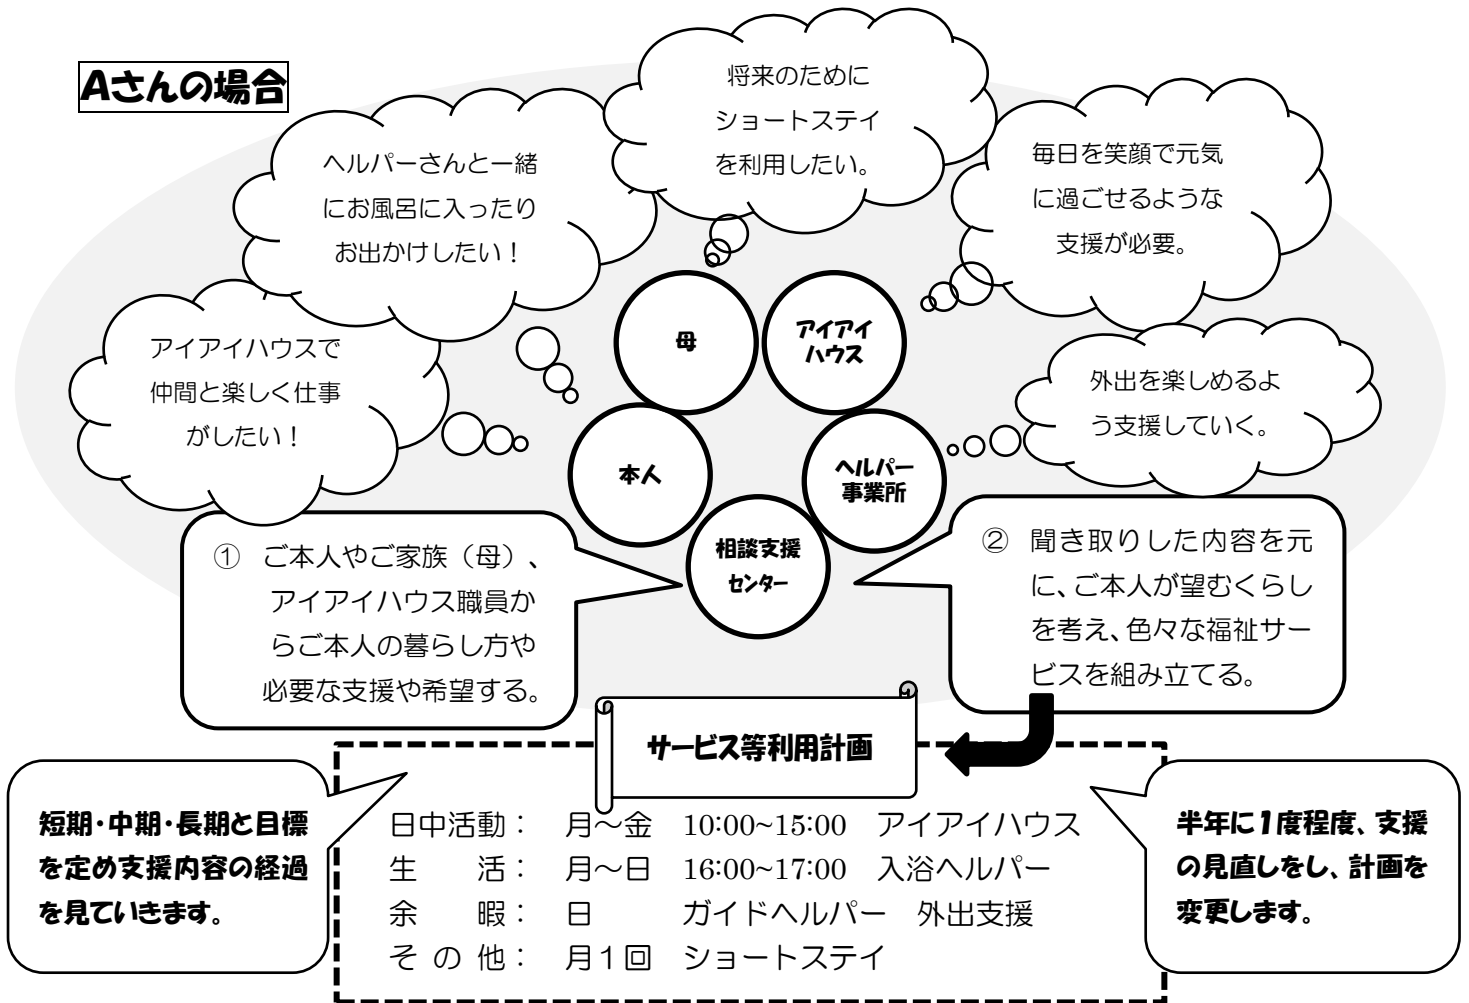 Aさんの場合
将来のために
ショートステイ
を利用したい。
ヘルパーさんと一緒
にお風呂に入ったり
お出かけしたい！
毎日を笑顔で元気
に過ごせるような
支援が必要。
アイアイハウスで
仲間と楽しく仕事
がしたい！
外出を楽しめるよ
う支援していく。
母
アイアイ
ハウス
本人
ヘルパー
事業所
相談支援
センター
① ご本人やご家族（母）、
アイアイハウス職員か
らご本人の暮らし方や
必要な支援や希望する。
② 聞き取りした内容を元
に、ご本人が望むくらし
を考え、色々な福祉サー
ビスを組み立てる。
サービス等利用計画
短期・中期・長期と目標
を定め支援内容の経過
を見ていきます。
日中活動： 月～金 10:00~15:00 アイアイハウス
生　　活： 月～日 16:00~17:00 入浴ヘルパー
余　　暇： 日 ガイドヘルパー 外出支援
そ の 他： 月１回 ショートステイ
半年に1度程度、支援
の見直しをし、計画を
変更します。